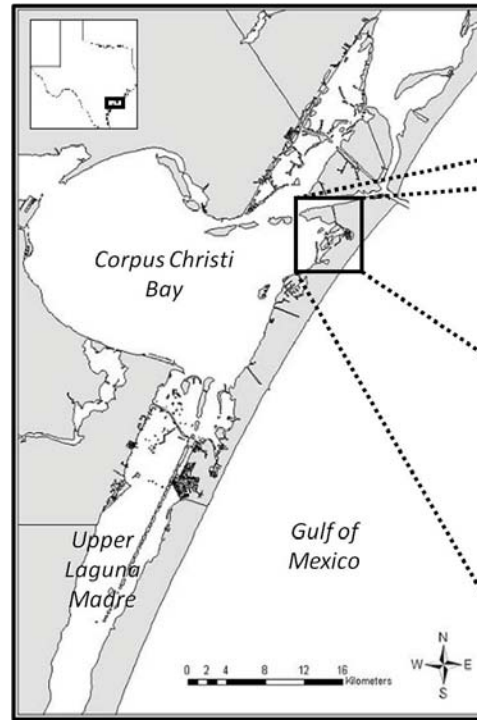 Corpus Christi
Bay
Upper
Laguna
Madre
Gulf of
Mexico
N
W E
S
0 2 4 8 12 16
Kilometers